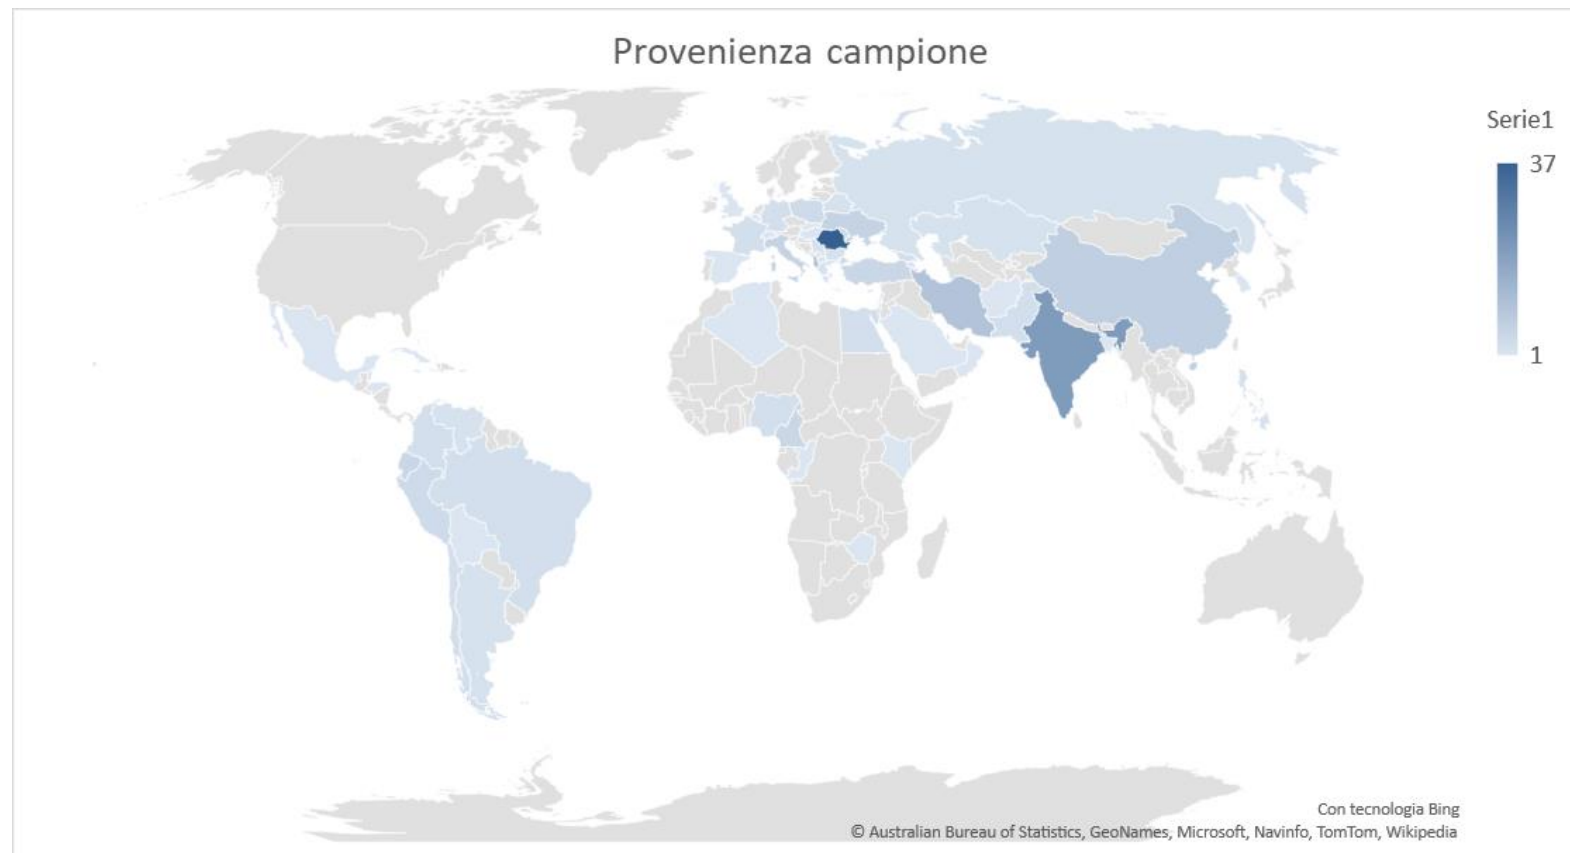 Provenienza campione
Serie1
37
1
Con tecnologia Bing
© Australian Bureau of Statistics, GeoNames, Microsoft, Navinfo, TomTom, Wikipedia